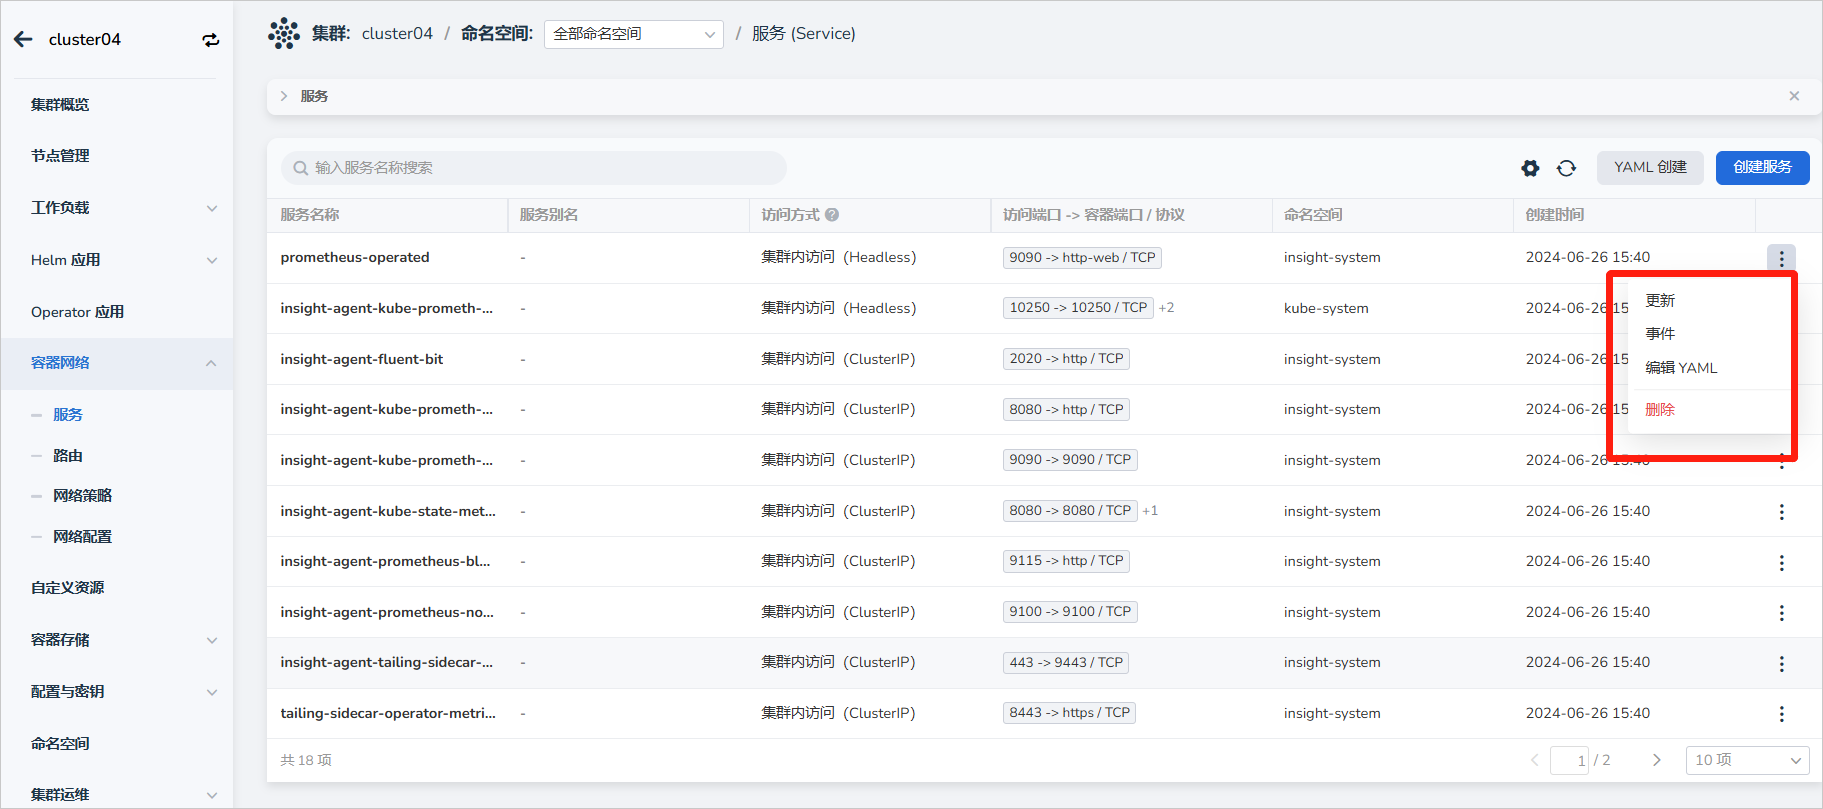 cluster04
集群概览
节点管理
工作负载
Helm 应用
Operator 应用
容器网络
服务
路由
网络策略
网络配置
自定义资源
容器存储
配置与密钥
命名空间
集群运维
集群: cluster04 / 命名空间: 全部命名空间 / 服务 (Service)
服务
输入服务名称搜索
YAML 创建
创建服务
服务名称 服务别名 访问方式 访问端口 -> 容器端口 / 协议 命名空间 创建时间
prometheus-operated - 集群内访问 (Headless) 9090 -> http-web / TCP insight-system 2024-06-26 15:40
insight-agent-kube-prometh-... - 集群内访问 (Headless) 10250 -> 10250 / TCP +2 kube-system 2024-06-26 15
insight-agent-fluent-bit - 集群内访问 (ClusterIP) 2020 -> http / TCP insight-system 2024-06-26 15
insight-agent-kube-prometh-... - 集群内访问 (ClusterIP) 8080 -> http / TCP insight-system 2024-06-26 15
insight-agent-kube-prometh-... - 集群内访问 (ClusterIP) 9090 -> 9090 / TCP insight-system 2024-06-26 15:40
insight-agent-kube-state-met... - 集群内访问 (ClusterIP) 8080 -> 8080 / TCP +1 insight-system 2024-06-26 15:40
insight-agent-prometheus-bl... - 集群内访问 (ClusterIP) 9115 -> http / TCP insight-system 2024-06-26 15:40
insight-agent-prometheus-no... - 集群内访问 (ClusterIP) 9100 -> 9100 / TCP insight-system 2024-06-26 15:40
insight-agent-tailing-sidecar-... - 集群内访问 (ClusterIP) 443 -> 9443 / TCP insight-system 2024-06-26 15:40
tailing-sidecar-operator-metri... - 集群内访问 (ClusterIP) 8443 -> https / TCP insight-system 2024-06-26 15:40
更新
事件
编辑 YAML
删除
共 18 项
1 / 2
10 项